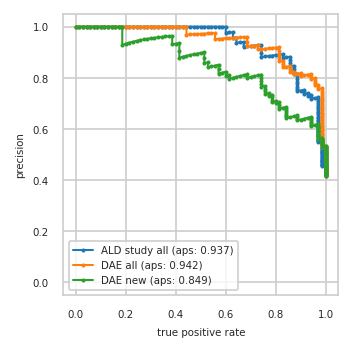 1.0
0.8
0.6
0.4
0.2
0.0
precision
ALD study all (aps: 0.937)
DAE all (aps: 0.942)
DAE new (aps: 0.849)
0.0 0.2 0.4 0.6 0.8 1.0
true positive rate